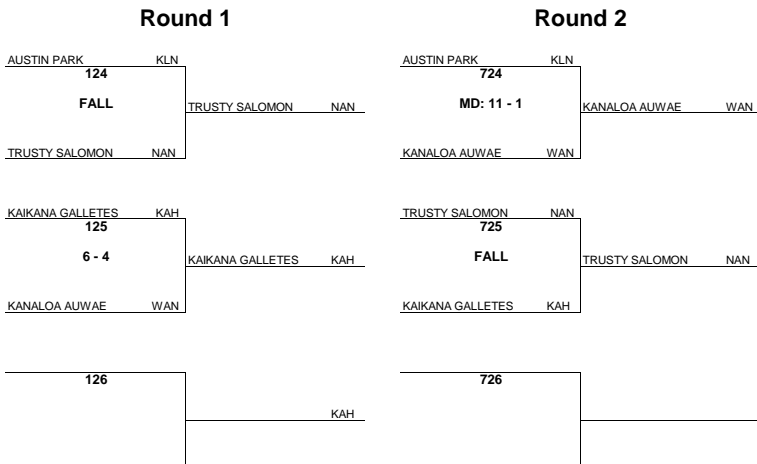 Round 1
AUSTIN PARK KLN
124
FALL
TRUSTY SALOMON NAN
TRUSTY SALOMON NAN
KAIKANA GALLETES KAH
125
6 - 4
KAIKANA GALLETES KAH
KANALOA AUWAE WAN
126
KAH
Round 2
AUSTIN PARK KLN
724
MD: 11 - 1
KANALOA AUWAE WAN
KANALOA AUWAE WAN
TRUSTY SALOMON NAN
725
FALL
TRUSTY SALOMON NAN
KAIKANA GALLETES KAH
726